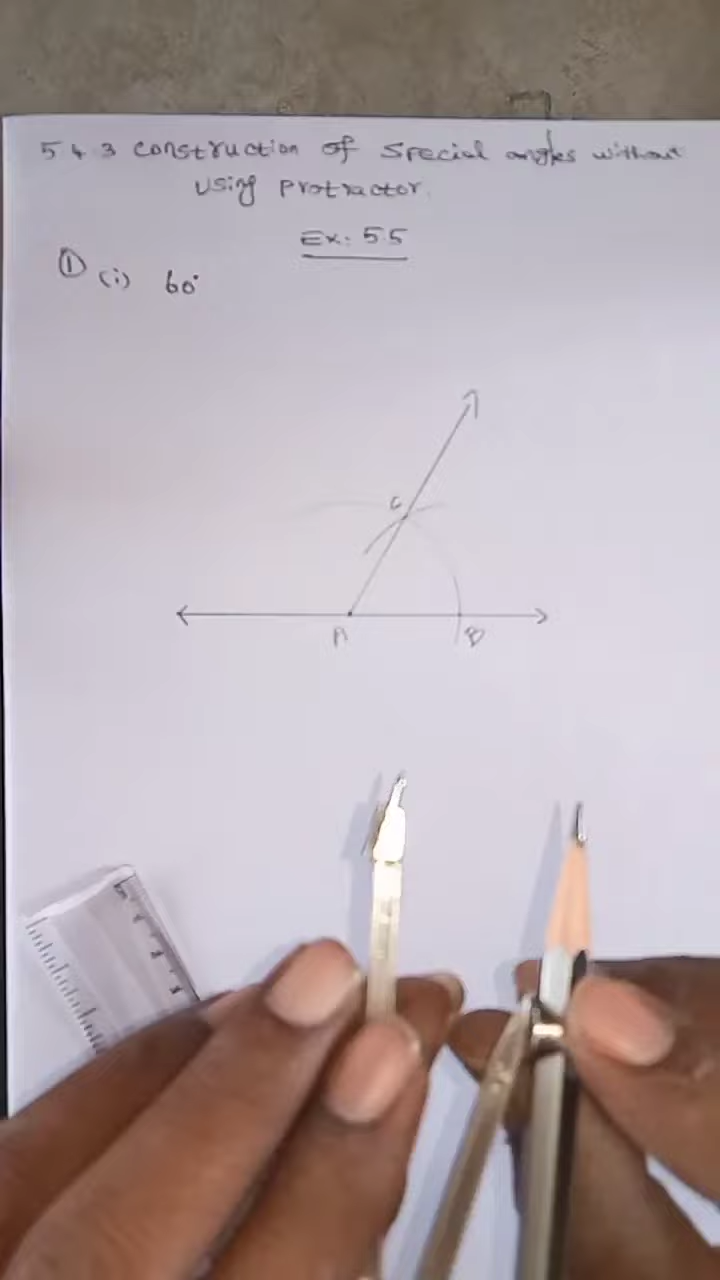 5.4.3 Construction of Special angles without
using Protractor.
Ex: 5.5
① (i) 60°
C
A B